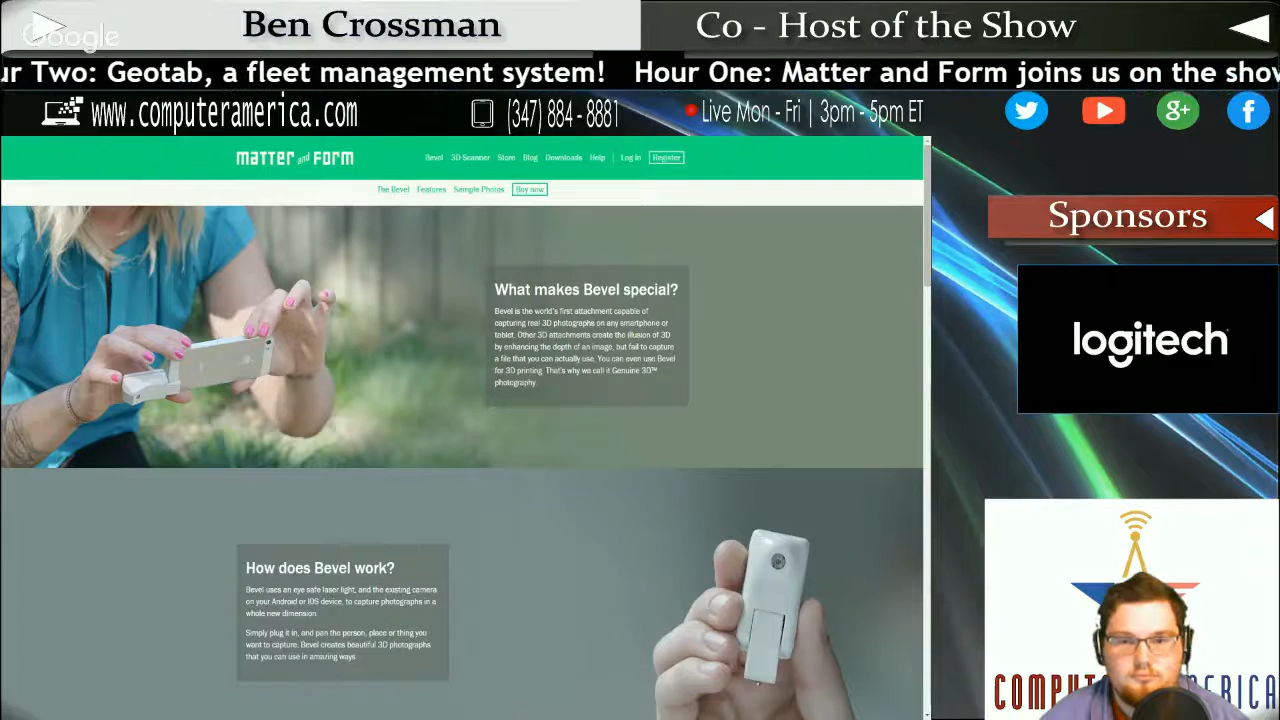 Google
Ben Crossman
Co - Host of the Show
ur Two: Geotab, a fleet management system! Hour One: Matter and Form joins us on the show
www.computeramerica.com
(347) 884 - 8881
Live Mon - Fri | 3pm - 5pm ET
matter and form
Bevel 3D Scanner Store Blog Downloads Help | Log In Register
The Bevel Features Sample Photos Buy now
Sponsors
logitech
What makes Bevel special?
Bevel is the world's first attachment capable of
capturing real 3D photographs on any smartphone or
tablet. Other 3D attachments create the illusion of 3D
by enhancing the depth of an image, but fail to capture
a file that you can actually use. You can even use Bevel
for 3D printing. That's why we call it Genuine 3D™
photography.
How does Bevel work?
Bevel uses an eye safe laser light, and the existing camera
on your Android or IOS device, to capture photographs in a
whole new dimension.
Simply plug it in, and pan the person, place or thing you
want to capture. Bevel creates beautiful 3D photographs
that you can use in amazing ways.
COMPU ERICA